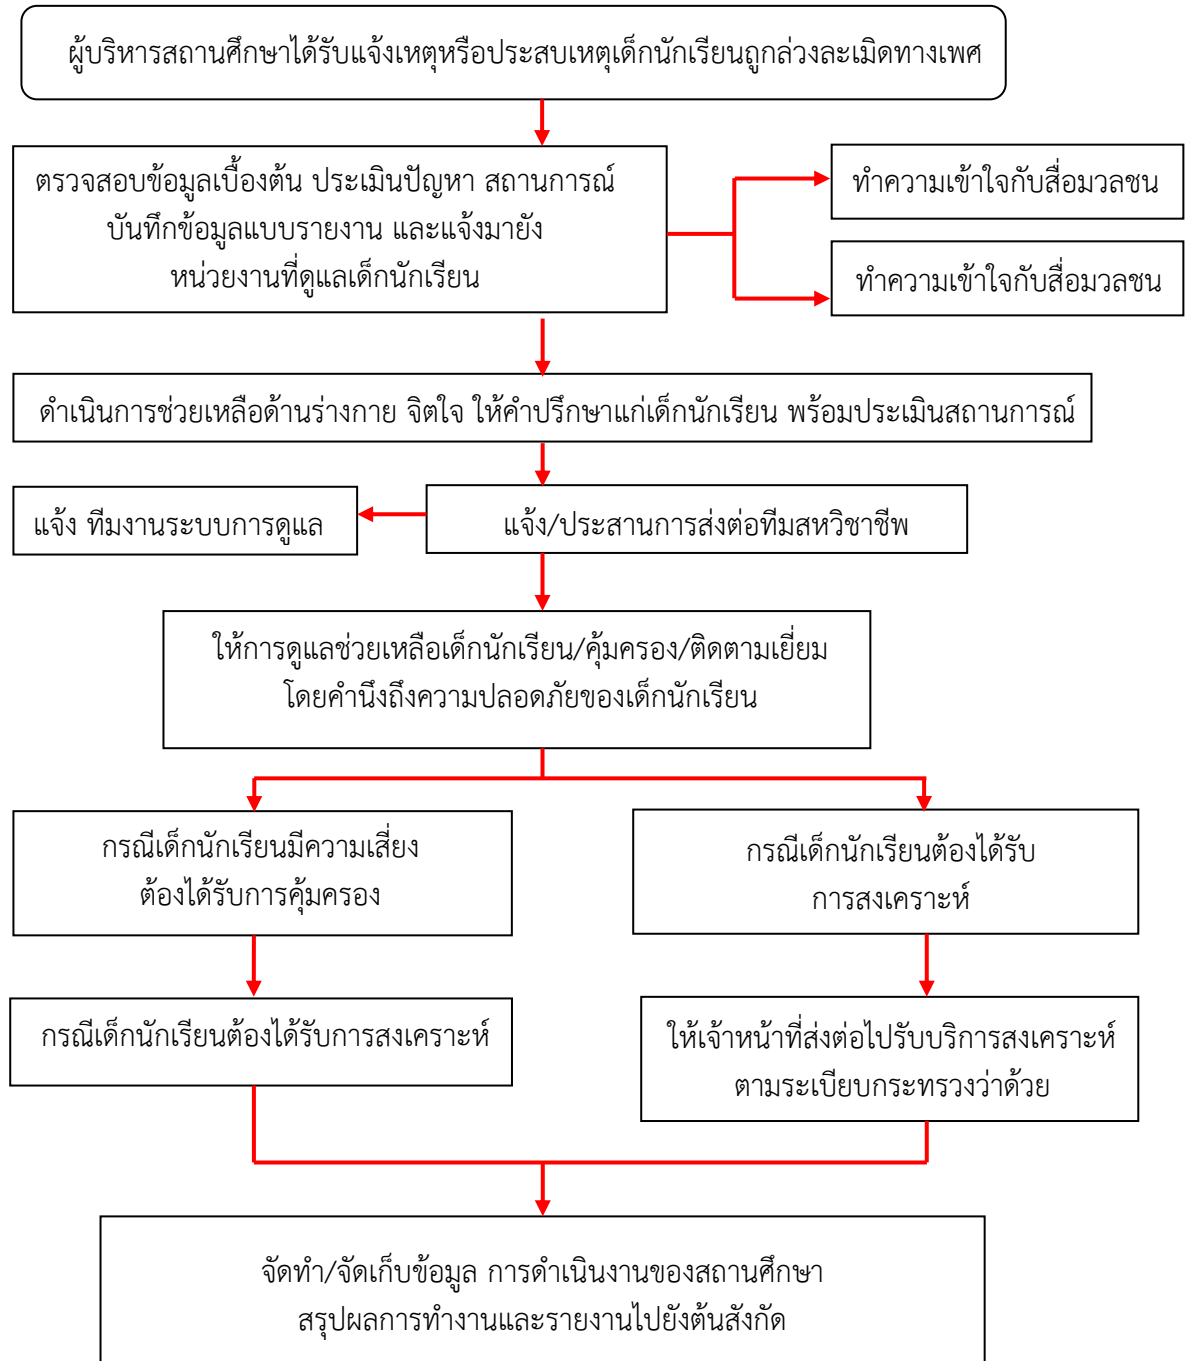 ผู้บริหารสถานศึกษาได้รับแจ้งเหตุหรือประสบเหตุเด็กนักเรียนถูกล่วงละเมิดทางเพศ
ตรวจสอบข้อมูลเบื้องต้น ประเมินปัญหา สถานการณ์
บันทึกข้อมูลแบบรายงาน และแจ้งมายัง
หน่วยงานที่ดูแลเด็กนักเรียน
ทำความเข้าใจกับสื่อมวลชน
ทำความเข้าใจกับสื่อมวลชน
ดำเนินการช่วยเหลือด้านร่างกาย จิตใจ ให้คำปรึกษาแก่เด็กนักเรียน พร้อมประเมินสถานการณ์
แจ้ง ทีมงานระบบการดูแล
แจ้ง/ประสานการส่งต่อทีมสหวิชาชีพ
ให้การดูแลช่วยเหลือเด็กนักเรียน/คุ้มครอง/ติดตามเยี่ยม
โดยคำนึงถึงความปลอดภัยของเด็กนักเรียน
กรณีเด็กนักเรียนมีความเสี่ยง
ต้องได้รับการคุ้มครอง
กรณีเด็กนักเรียนต้องได้รับ
การสงเคราะห์
กรณีเด็กนักเรียนต้องได้รับการสงเคราะห์
ให้เจ้าหน้าที่ส่งต่อไปรับบริการสงเคราะห์
ตามระเบียบกระทรวงว่าด้วย
จัดทำ/จัดเก็บข้อมูล การดำเนินงานของสถานศึกษา
สรุปผลการทำงานและรายงานไปยังต้นสังกัด